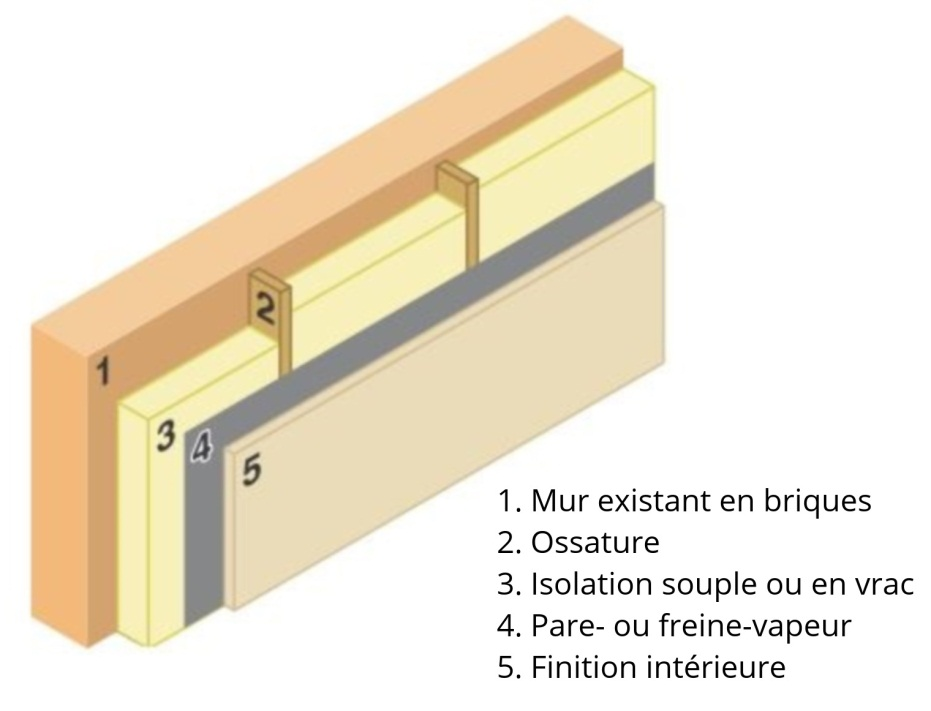 1
2
3
4
5
1. Mur existant en briques
2. Ossature
3. Isolation souple ou en vrac
4. Pare- ou freine-vapeur
5. Finition intérieure